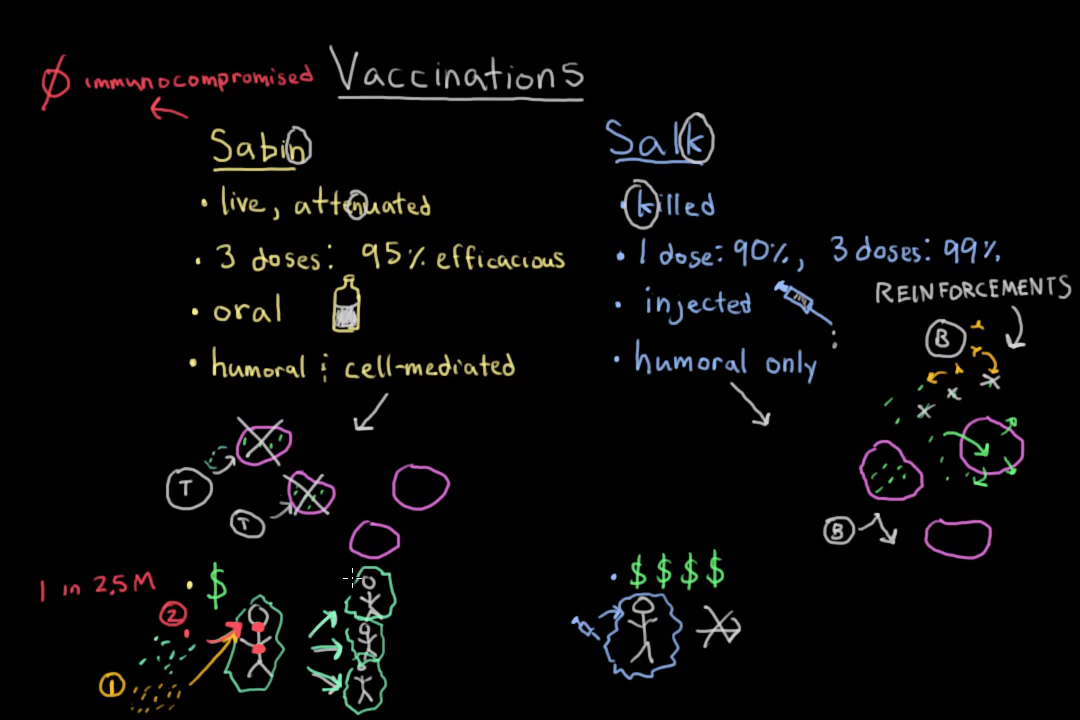 Ø immunocompromised
Vaccinations
Sabin
• live, attenuated
• 3 doses: 95% efficacious
• oral
• humoral & cell-mediated
T
T
1 in 2.5M
• $
2
1
Salk
• killed
• 1 dose: 90%, 3 doses: 99%
• injected
• humoral only
REINFORCEMENTS
B
B
• $ $ $ $